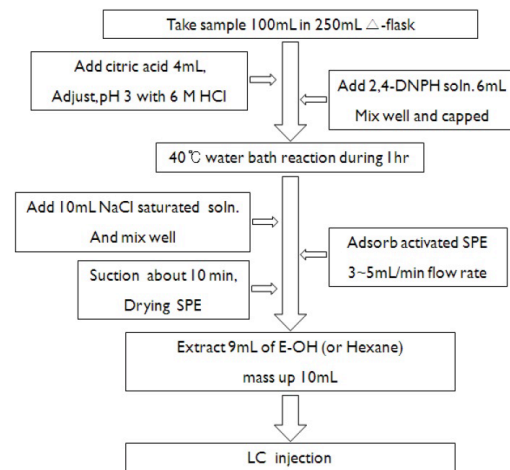 Take sample 100mL in 250mL △-flask
Add citric acid 4mL,
Adjust,pH 3 with 6 M HCl
Add 2,4-DNPH soln. 6mL
Mix well and capped
40℃ water bath reaction during 1hr
Add 10mL NaCl saturated soln.
And mix well
Adsorb activated SPE
3~5mL/min flow rate
Suction about 10 min,
Drying SPE
Extract 9mL of E-OH (or Hexane)
mass up 10mL
LC injection